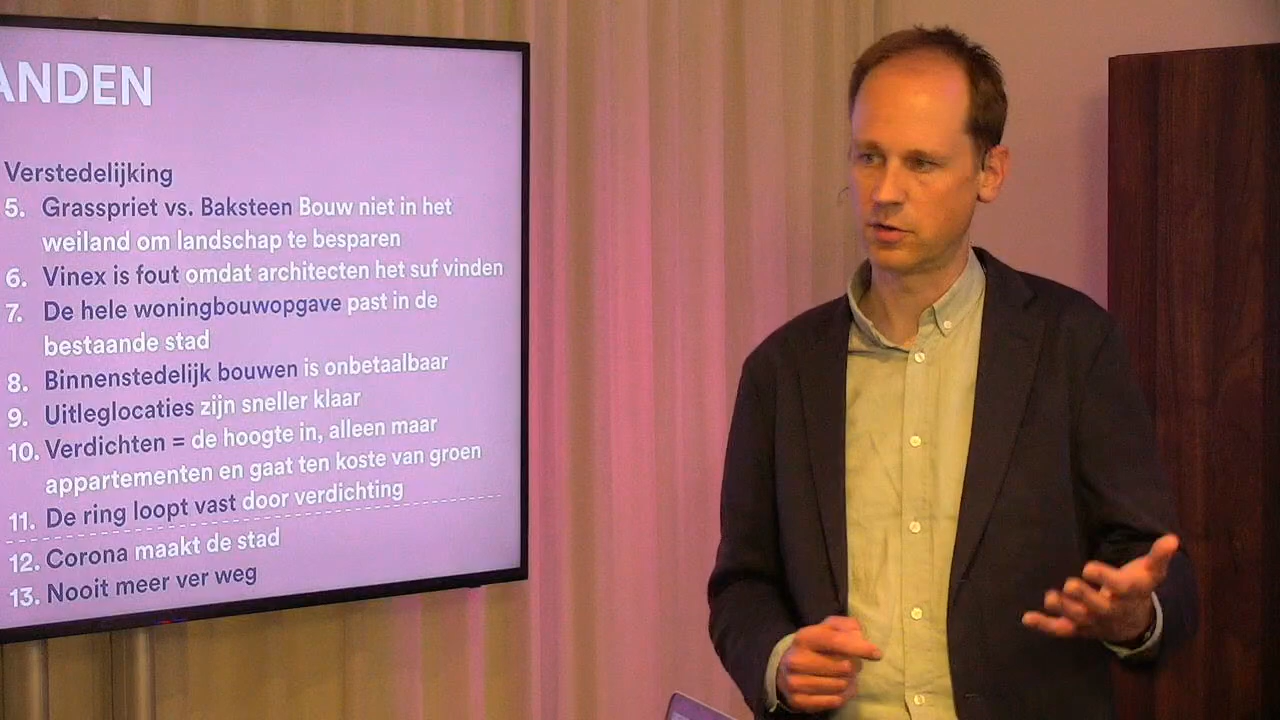 ANDEN
Verstedelijking
5. Grasspriet vs. Baksteen Bouw niet in het
weiland om landschap te besparen
6. Vinex is fout omdat architecten het suf vinden
7. De hele woningbouwopgave past in de
bestaande stad
8. Binnenstedelijk bouwen is onbetaalbaar
9. Uitleglocaties zijn sneller klaar
10. Verdichten = de hoogte in, alleen maar
appartementen en gaat ten koste van groen
11. De ring loopt vast door verdichting
12. Corona maakt de stad
13. Nooit meer ver weg